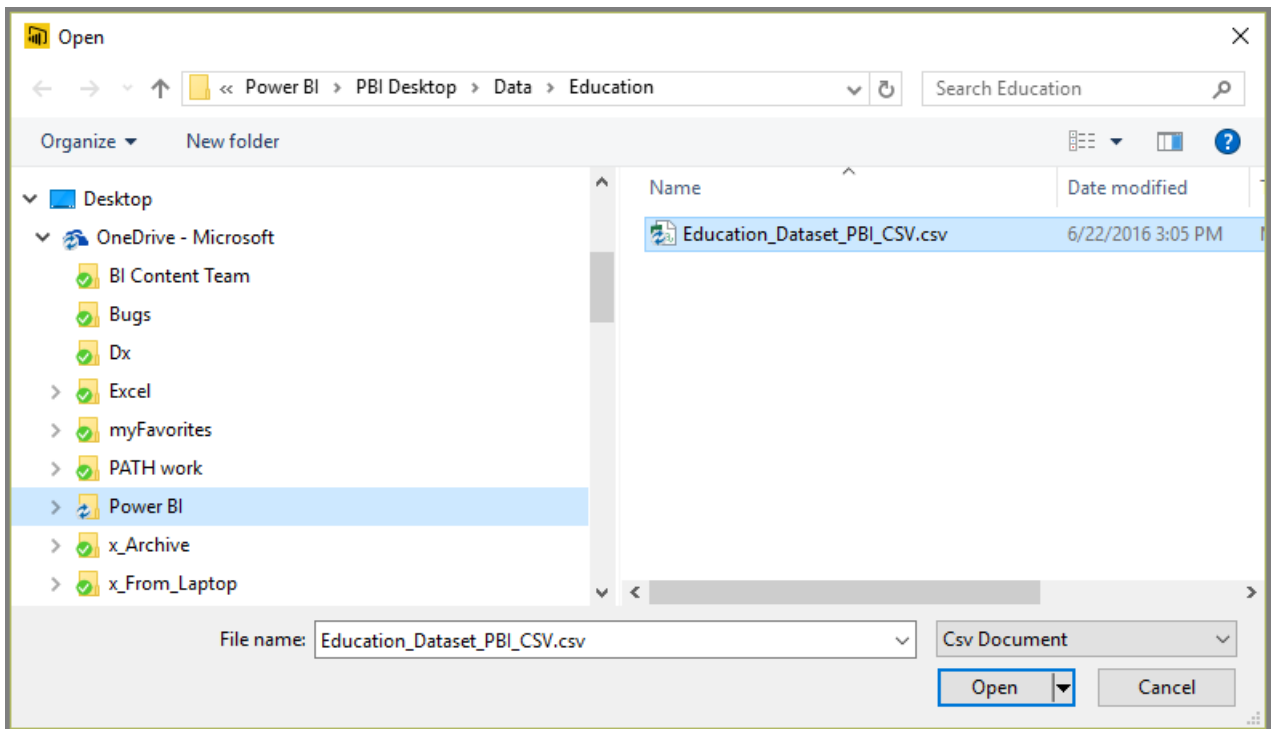 Open
« Power BI > PBI Desktop > Data > Education
Search Education
Organize
New folder
Name
Date modified
Desktop
OneDrive - Microsoft
BI Content Team
Bugs
Dx
Excel
myFavorites
PATH work
Power BI
x_Archive
x_From_Laptop
Education_Dataset_PBI_CSV.csv
6/22/2016 3:05 PM
File name:
Education_Dataset_PBI_CSV.csv
Csv Document
Open
Cancel